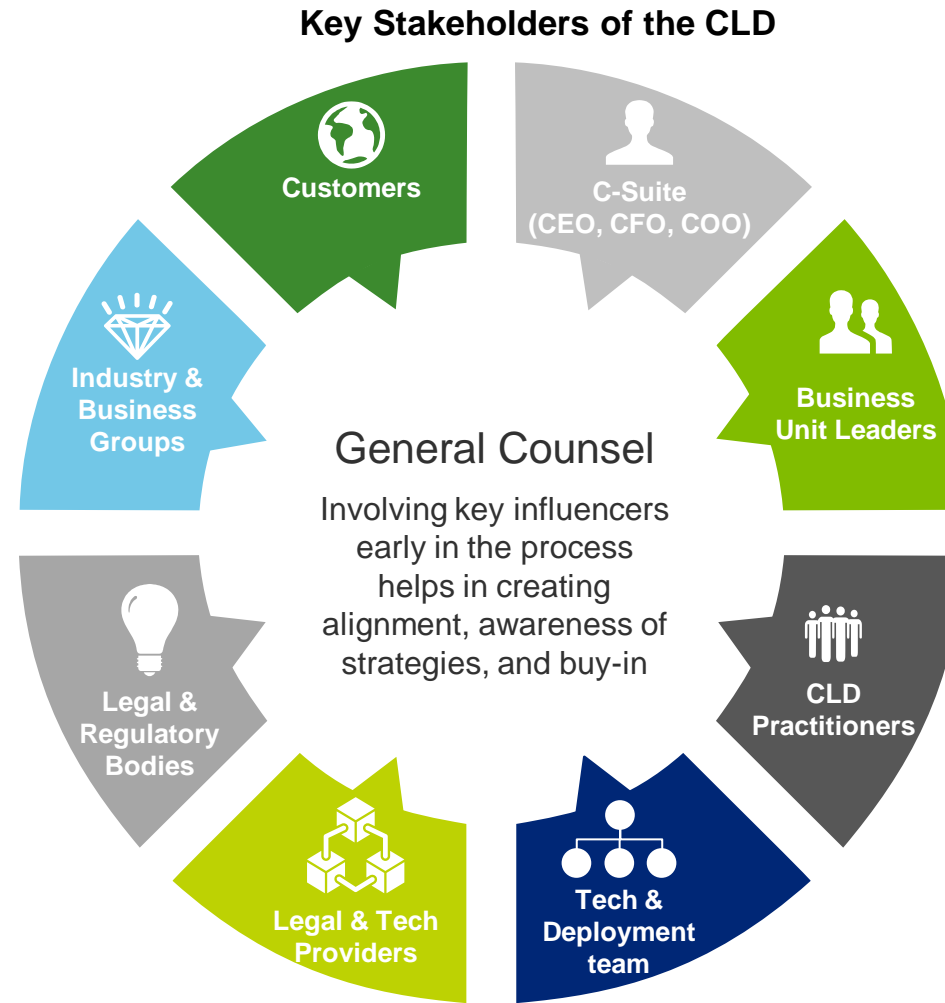 Key Stakeholders of the CLD
Customers
C-Suite
(CEO, CFO, COO)
Business
Unit Leaders
CLD
Practitioners
Tech &
Deployment
team
Legal & Tech
Providers
Legal &
Regulatory
Bodies
Industry &
Business
Groups
General Counsel
Involving key influencers
early in the process
helps in creating
alignment, awareness of
strategies, and buy-in